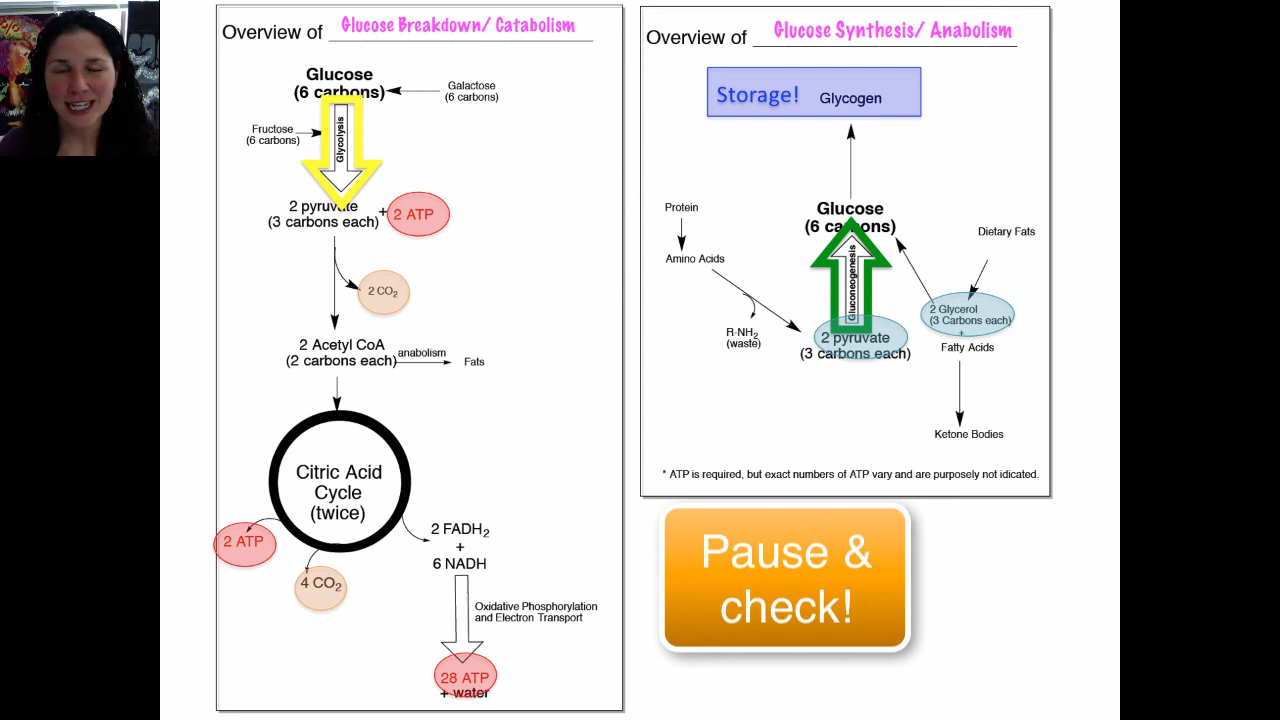 Overview of Glucose Breakdown/ Catabolism
Glucose
(6 carbons)
Galactose
(6 carbons)
Fructose
(6 carbons)
Glycolysis
2 pyruvate
(3 carbons each)
+ 2 ATP
2 CO₂
2 Acetyl CoA
(2 carbons each)
anabolism
Fats
Citric Acid
Cycle
(twice)
2 ATP
4 CO₂
2 FADH₂
+
6 NADH
Oxidative Phosphorylation
and Electron Transport
28 ATP
+ water
Overview of Glucose Synthesis/ Anabolism
Storage! Glycogen
Glucose
(6 carbons)
Protein
Amino Acids
R-NH₂
(waste)
Gluconeogenesis
2 pyruvate
(3 carbons each)
Dietary Fats
2 Glycerol
(3 Carbons each)
+
Fatty Acids
Ketone Bodies
* ATP is required, but exact numbers of ATP vary and are purposely not idicated.
Pause &
check!